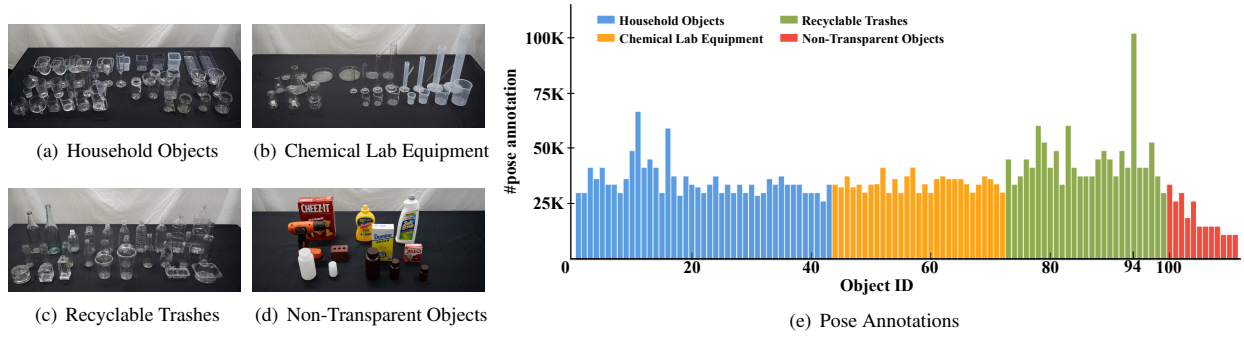 (a) Household Objects
(b) Chemical Lab Equipment
(c) Recyclable Trashes
CHEEZ-IT
Domino
JELL-O
(d) Non-Transparent Objects
Household Objects
Chemical Lab Equipment
Recyclable Trashes
Non-Transparent Objects
#pose annotation
100K
75K
50K
25K
0
20
40
60
80
94
100
Object ID
(e) Pose Annotations